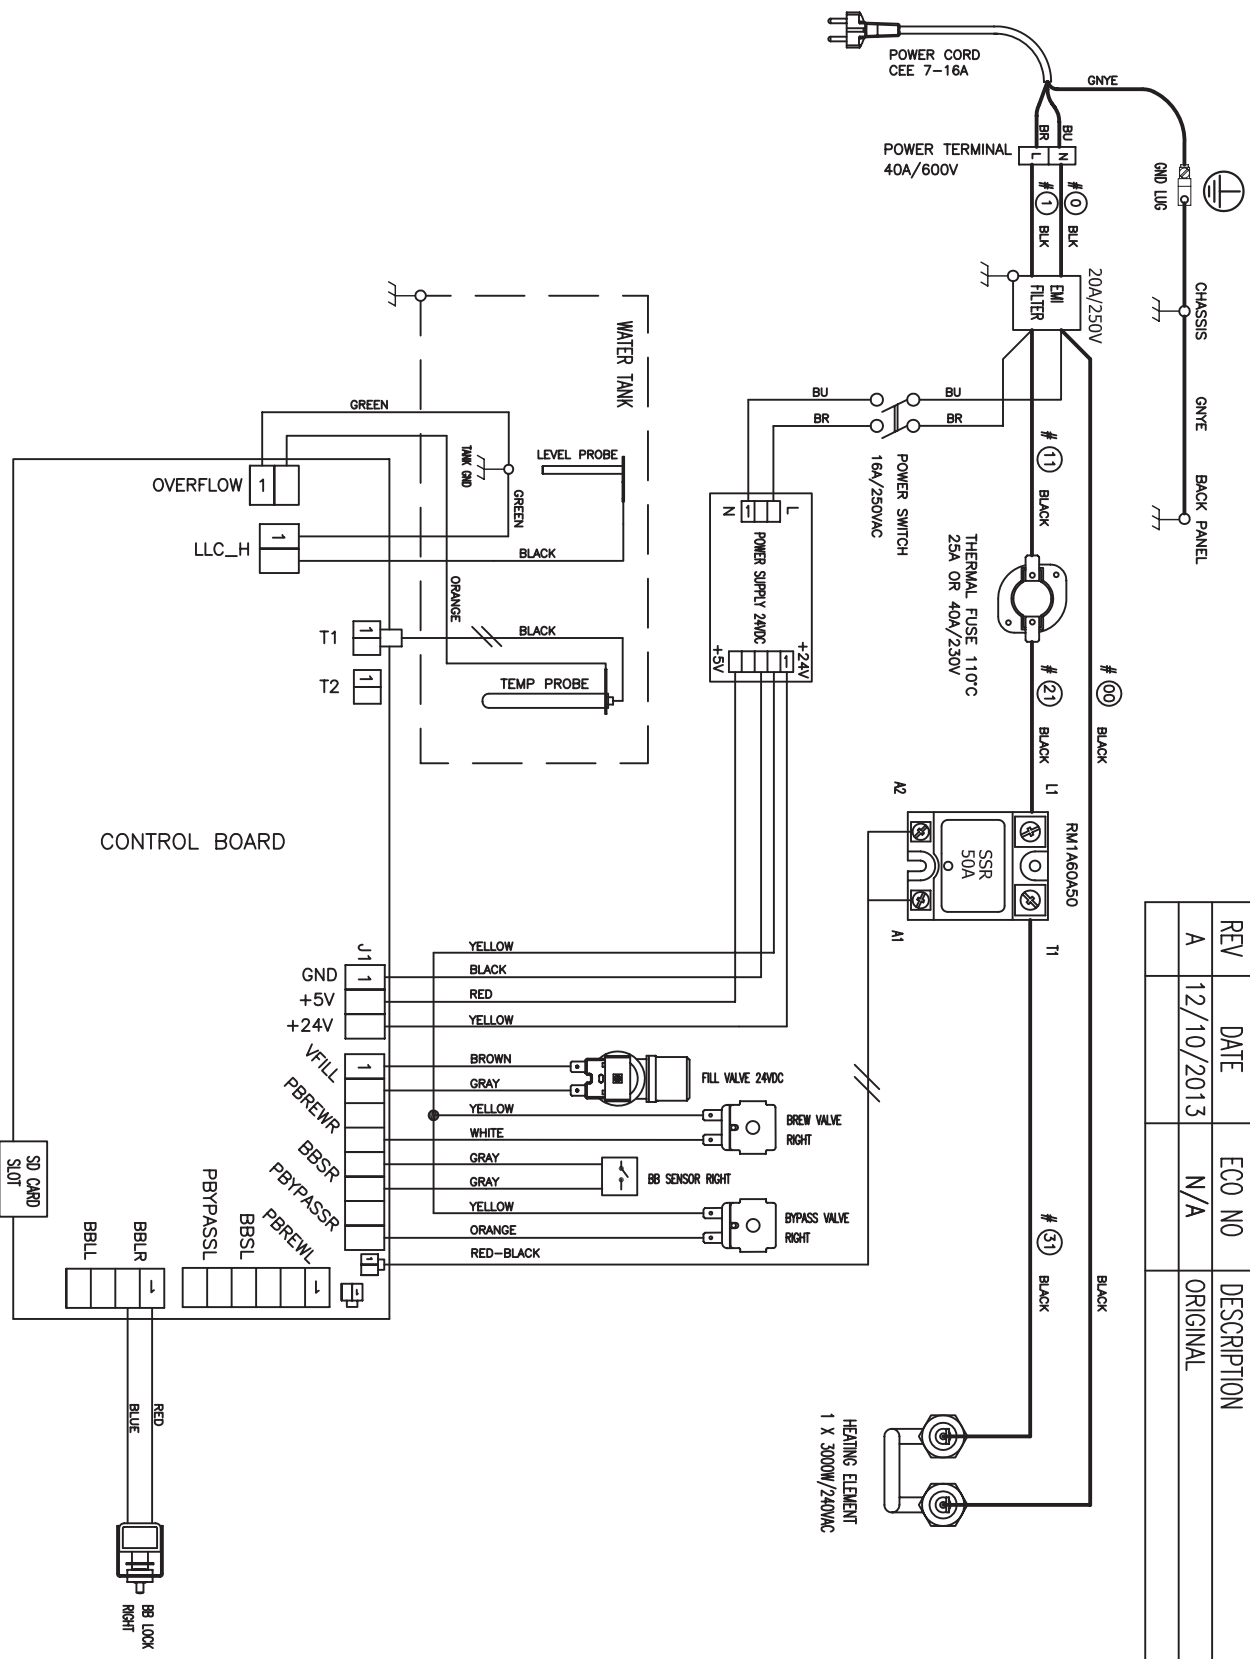 POWER CORD
CEE 7-16A
GNYE
BR
BU
POWER TERMINAL
40A/600V
L
N
GND LUG
# 1 BLK
# 0 BLK
CHASSIS
GNYE
BACK PANEL
20A/250V
EMI
FILTER
BU
BR
BU
BR
POWER SWITCH
16A/250VAC
# 11 BLACK
THERMAL FUSE 110°C
25A OR 40A/230V
# 21 BLACK
# 00 BLACK
WATER TANK
GREEN
TANK GND
LEVEL PROBE
GREEN
BLACK
ORANGE
BLACK
TEMP PROBE
OVERFLOW 1
LLC_H 1
T1 1
T2 1
N 1 L
POWER SUPPLY 24VDC
+5V 1 +24V
A2
L1
SSR
50A
RM1A60A50
A1
T1
CONTROL BOARD
J1
GND 1
+5V
+24V
VFILL 1
PBREWR
BBSR
PBYPASSR
YELLOW
BLACK
RED
YELLOW
BROWN
GRAY
YELLOW
WHITE
GRAY
GRAY
YELLOW
ORANGE
RED-BLACK
1
1
FILL VALVE 24VDC
BREW VALVE
RIGHT
BB SENSOR RIGHT
BYPASS VALVE
RIGHT
SD CARD
SLOT
BBLL
BBLR
1
PBYPASSL
BBSL
PBREWL
1
RED
BLUE
BB LOCK
RIGHT
# 31 BLACK
BLACK
HEATING ELEMENT
1 X 3000W/240VAC
REV DATE ECO NO DESCRIPTION
A 12/10/2013 N/A ORIGINAL